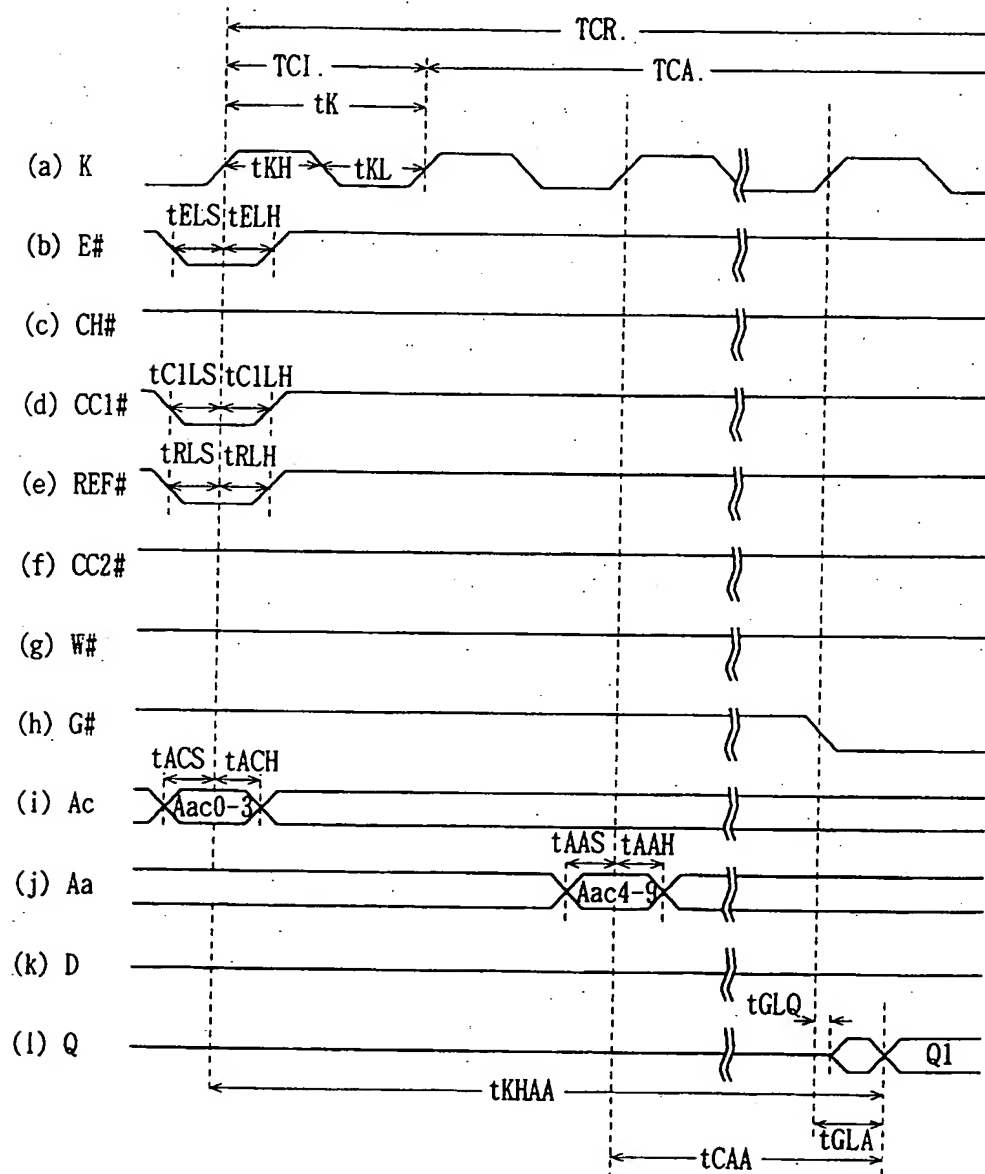 TCR.
TCI. TCA.
tK
(a) K tKH tKL
tELS tELH
(b) E#
(c) CH#
tC1LS tC1LH
(d) CC1#
tRLS tRLH
(e) REF#
(f) CC2#
(g) W#
(h) G#
tACS tACH
(i) Ac Aac0-3
tAAS tAAH
(j) Aa Aac4-9
(k) D
tGLQ
(l) Q Q1
tKHAA
tGLA
tCAA